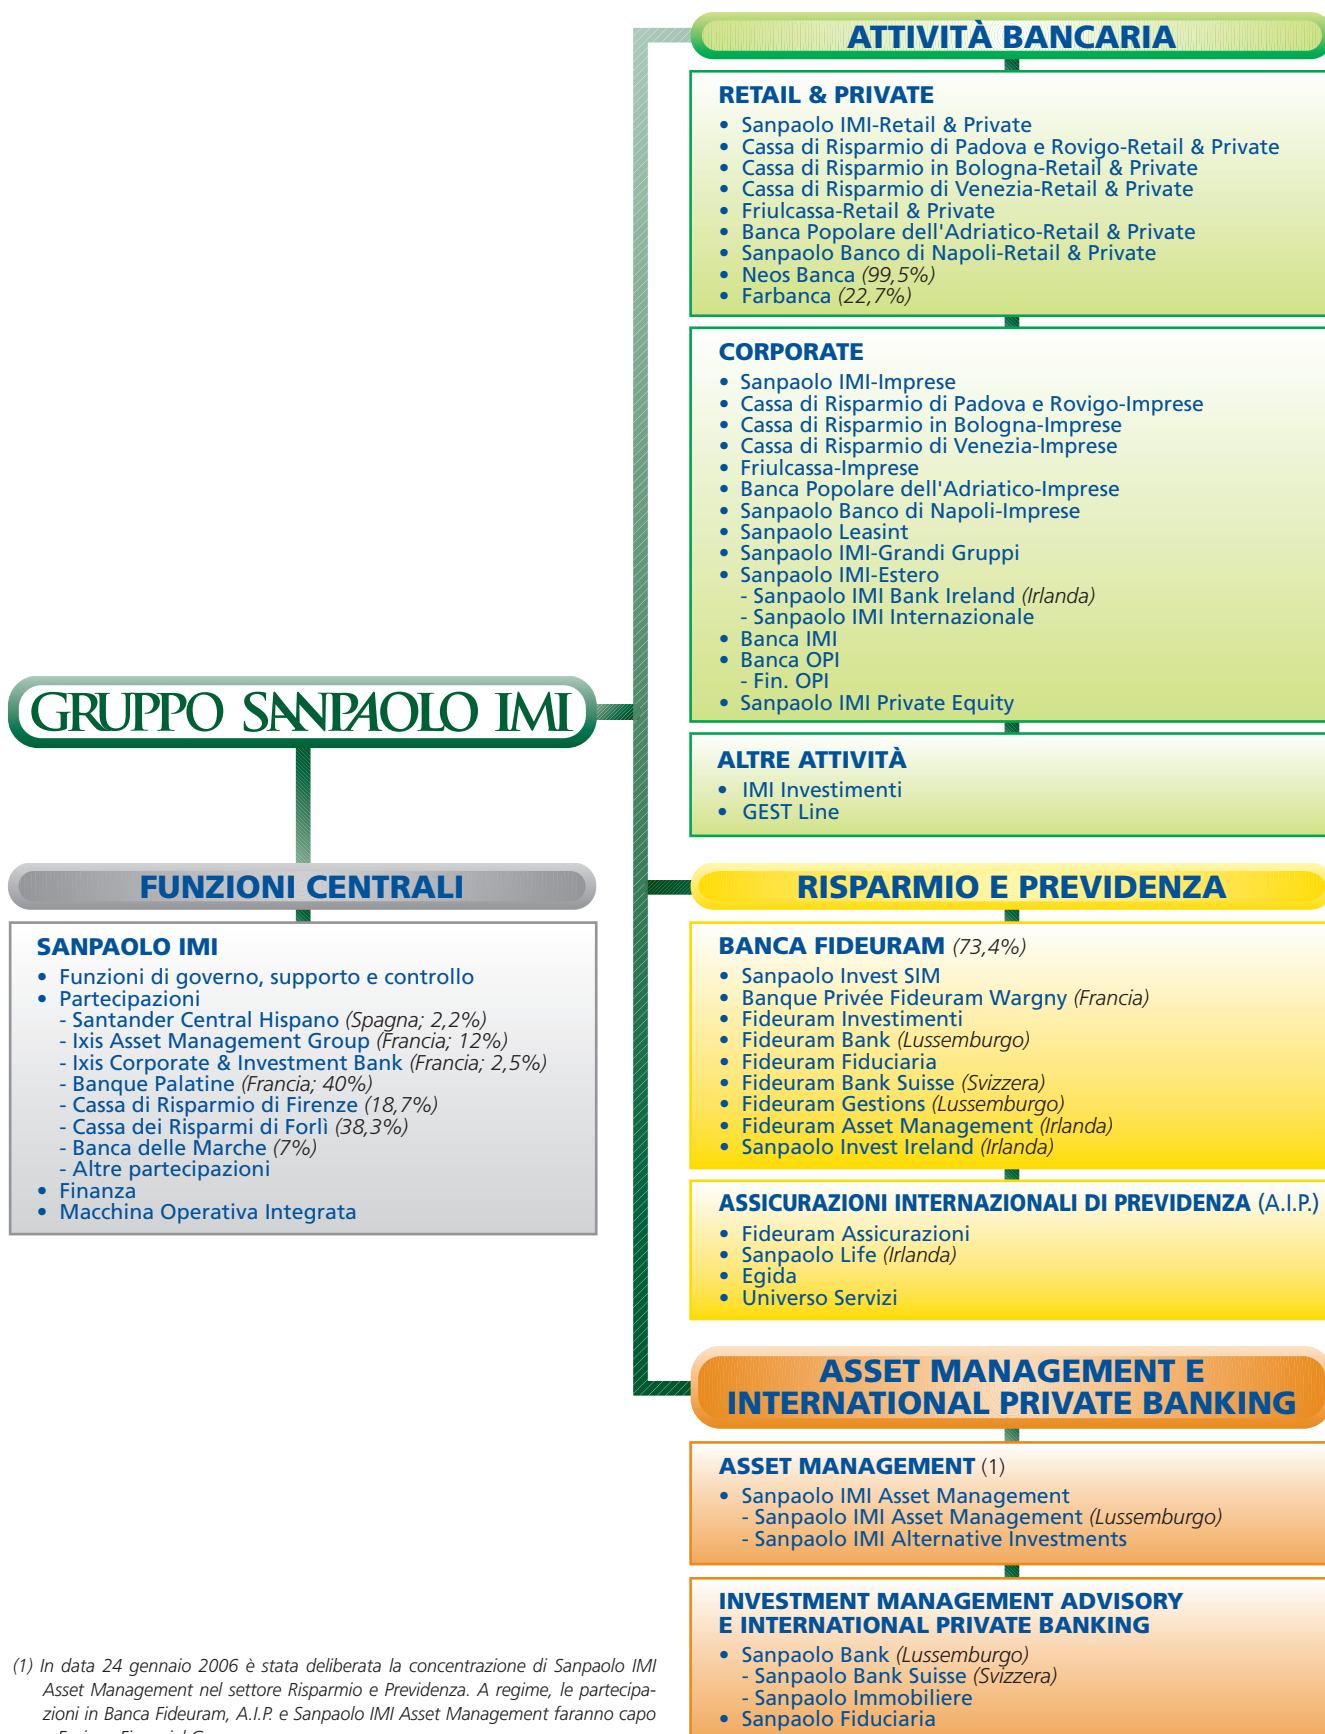 ATTIVITÀ BANCARIA
RETAIL & PRIVATE
• Sanpaolo IMI-Retail & Private
• Cassa di Risparmio di Padova e Rovigo-Retail & Private
• Cassa di Risparmio in Bologna-Retail & Private
• Cassa di Risparmio di Venezia-Retail & Private
• Friulcassa-Retail & Private
• Banca Popolare dell'Adriatico-Retail & Private
• Sanpaolo Banco di Napoli-Retail & Private
• Neos Banca (99,5%)
• Farbanca (22,7%)
CORPORATE
• Sanpaolo IMI-Imprese
• Cassa di Risparmio di Padova e Rovigo-Imprese
• Cassa di Risparmio in Bologna-Imprese
• Cassa di Risparmio di Venezia-Imprese
• Friulcassa-Imprese
• Banca Popolare dell'Adriatico-Imprese
• Sanpaolo Banco di Napoli-Imprese
• Sanpaolo Leasint
• Sanpaolo IMI-Grandi Gruppi
• Sanpaolo IMI-Estero
- Sanpaolo IMI Bank Ireland (Irlanda)
- Sanpaolo IMI Internazionale
• Banca IMI
• Banca OPI
- Fin. OPI
• Sanpaolo IMI Private Equity
GRUPPO SANPAOLO IMI
ALTRE ATTIVITÀ
• IMI Investimenti
• GEST Line
FUNZIONI CENTRALI
SANPAOLO IMI
• Funzioni di governo, supporto e controllo
• Partecipazioni
- Santander Central Hispano (Spagna; 2,2%)
- Ixis Asset Management Group (Francia; 12%)
- Ixis Corporate & Investment Bank (Francia; 2,5%)
- Banque Palatine (Francia; 40%)
- Cassa di Risparmio di Firenze (18,7%)
- Cassa dei Risparmi di Forlì (38,3%)
- Banca delle Marche (7%)
- Altre partecipazioni
• Finanza
• Macchina Operativa Integrata
RISPARMIO E PREVIDENZA
BANCA FIDEURAM (73,4%)
• Sanpaolo Invest SIM
• Banque Privée Fideuram Wargny (Francia)
• Fideuram Investimenti
• Fideuram Bank (Lussemburgo)
• Fideuram Fiduciaria
• Fideuram Bank Suisse (Svizzera)
• Fideuram Gestions (Lussemburgo)
• Fideuram Asset Management (Irlanda)
• Sanpaolo Invest Ireland (Irlanda)
ASSICURAZIONI INTERNAZIONALI DI PREVIDENZA (A.I.P.)
• Fideuram Assicurazioni
• Sanpaolo Life (Irlanda)
• Egida
• Universo Servizi
ASSET MANAGEMENT E
INTERNATIONAL PRIVATE BANKING
ASSET MANAGEMENT (1)
• Sanpaolo IMI Asset Management
- Sanpaolo IMI Asset Management (Lussemburgo)
- Sanpaolo IMI Alternative Investments
INVESTMENT MANAGEMENT ADVISORY
E INTERNATIONAL PRIVATE BANKING
• Sanpaolo Bank (Lussemburgo)
- Sanpaolo Bank Suisse (Svizzera)
- Sanpaolo Immobiliere
• Sanpaolo Fiduciaria
(1) In data 24 gennaio 2006 è stata deliberata la concentrazione di Sanpaolo IMI
Asset Management nel settore Risparmio e Previdenza. A regime, le partecipa-
zioni in Banca Fideuram, A.I.P. e Sanpaolo IMI Asset Management faranno capo